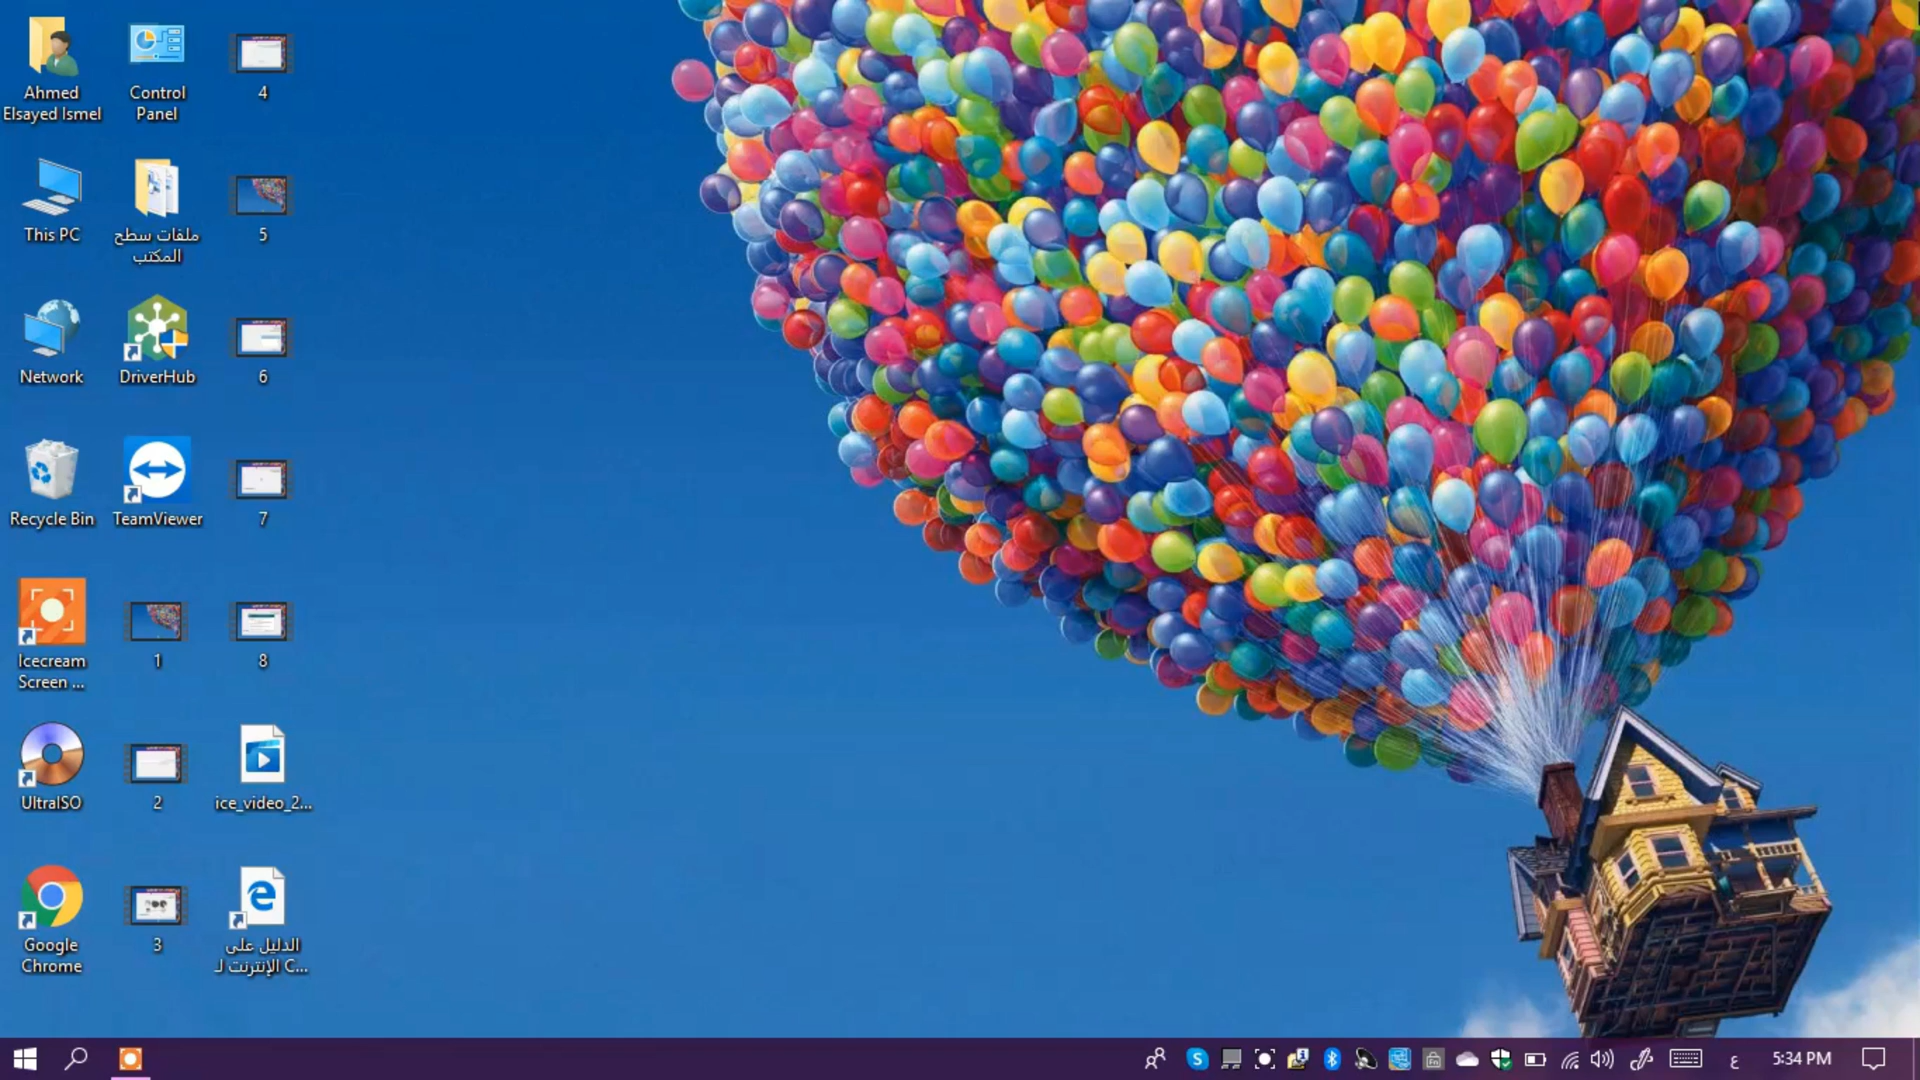 Ahmed
Elsayed Ismel
Control
Panel
4
This PC
ملفات سطح
المكتب
5
Network
DriverHub
6
Recycle Bin
TeamViewer
7
Icecream
Screen ...
1
8
UltraISO
2
ice_video_2...
Google
Chrome
3
الدليل على
الإنترنت لـ C...
ع
5:34 PM